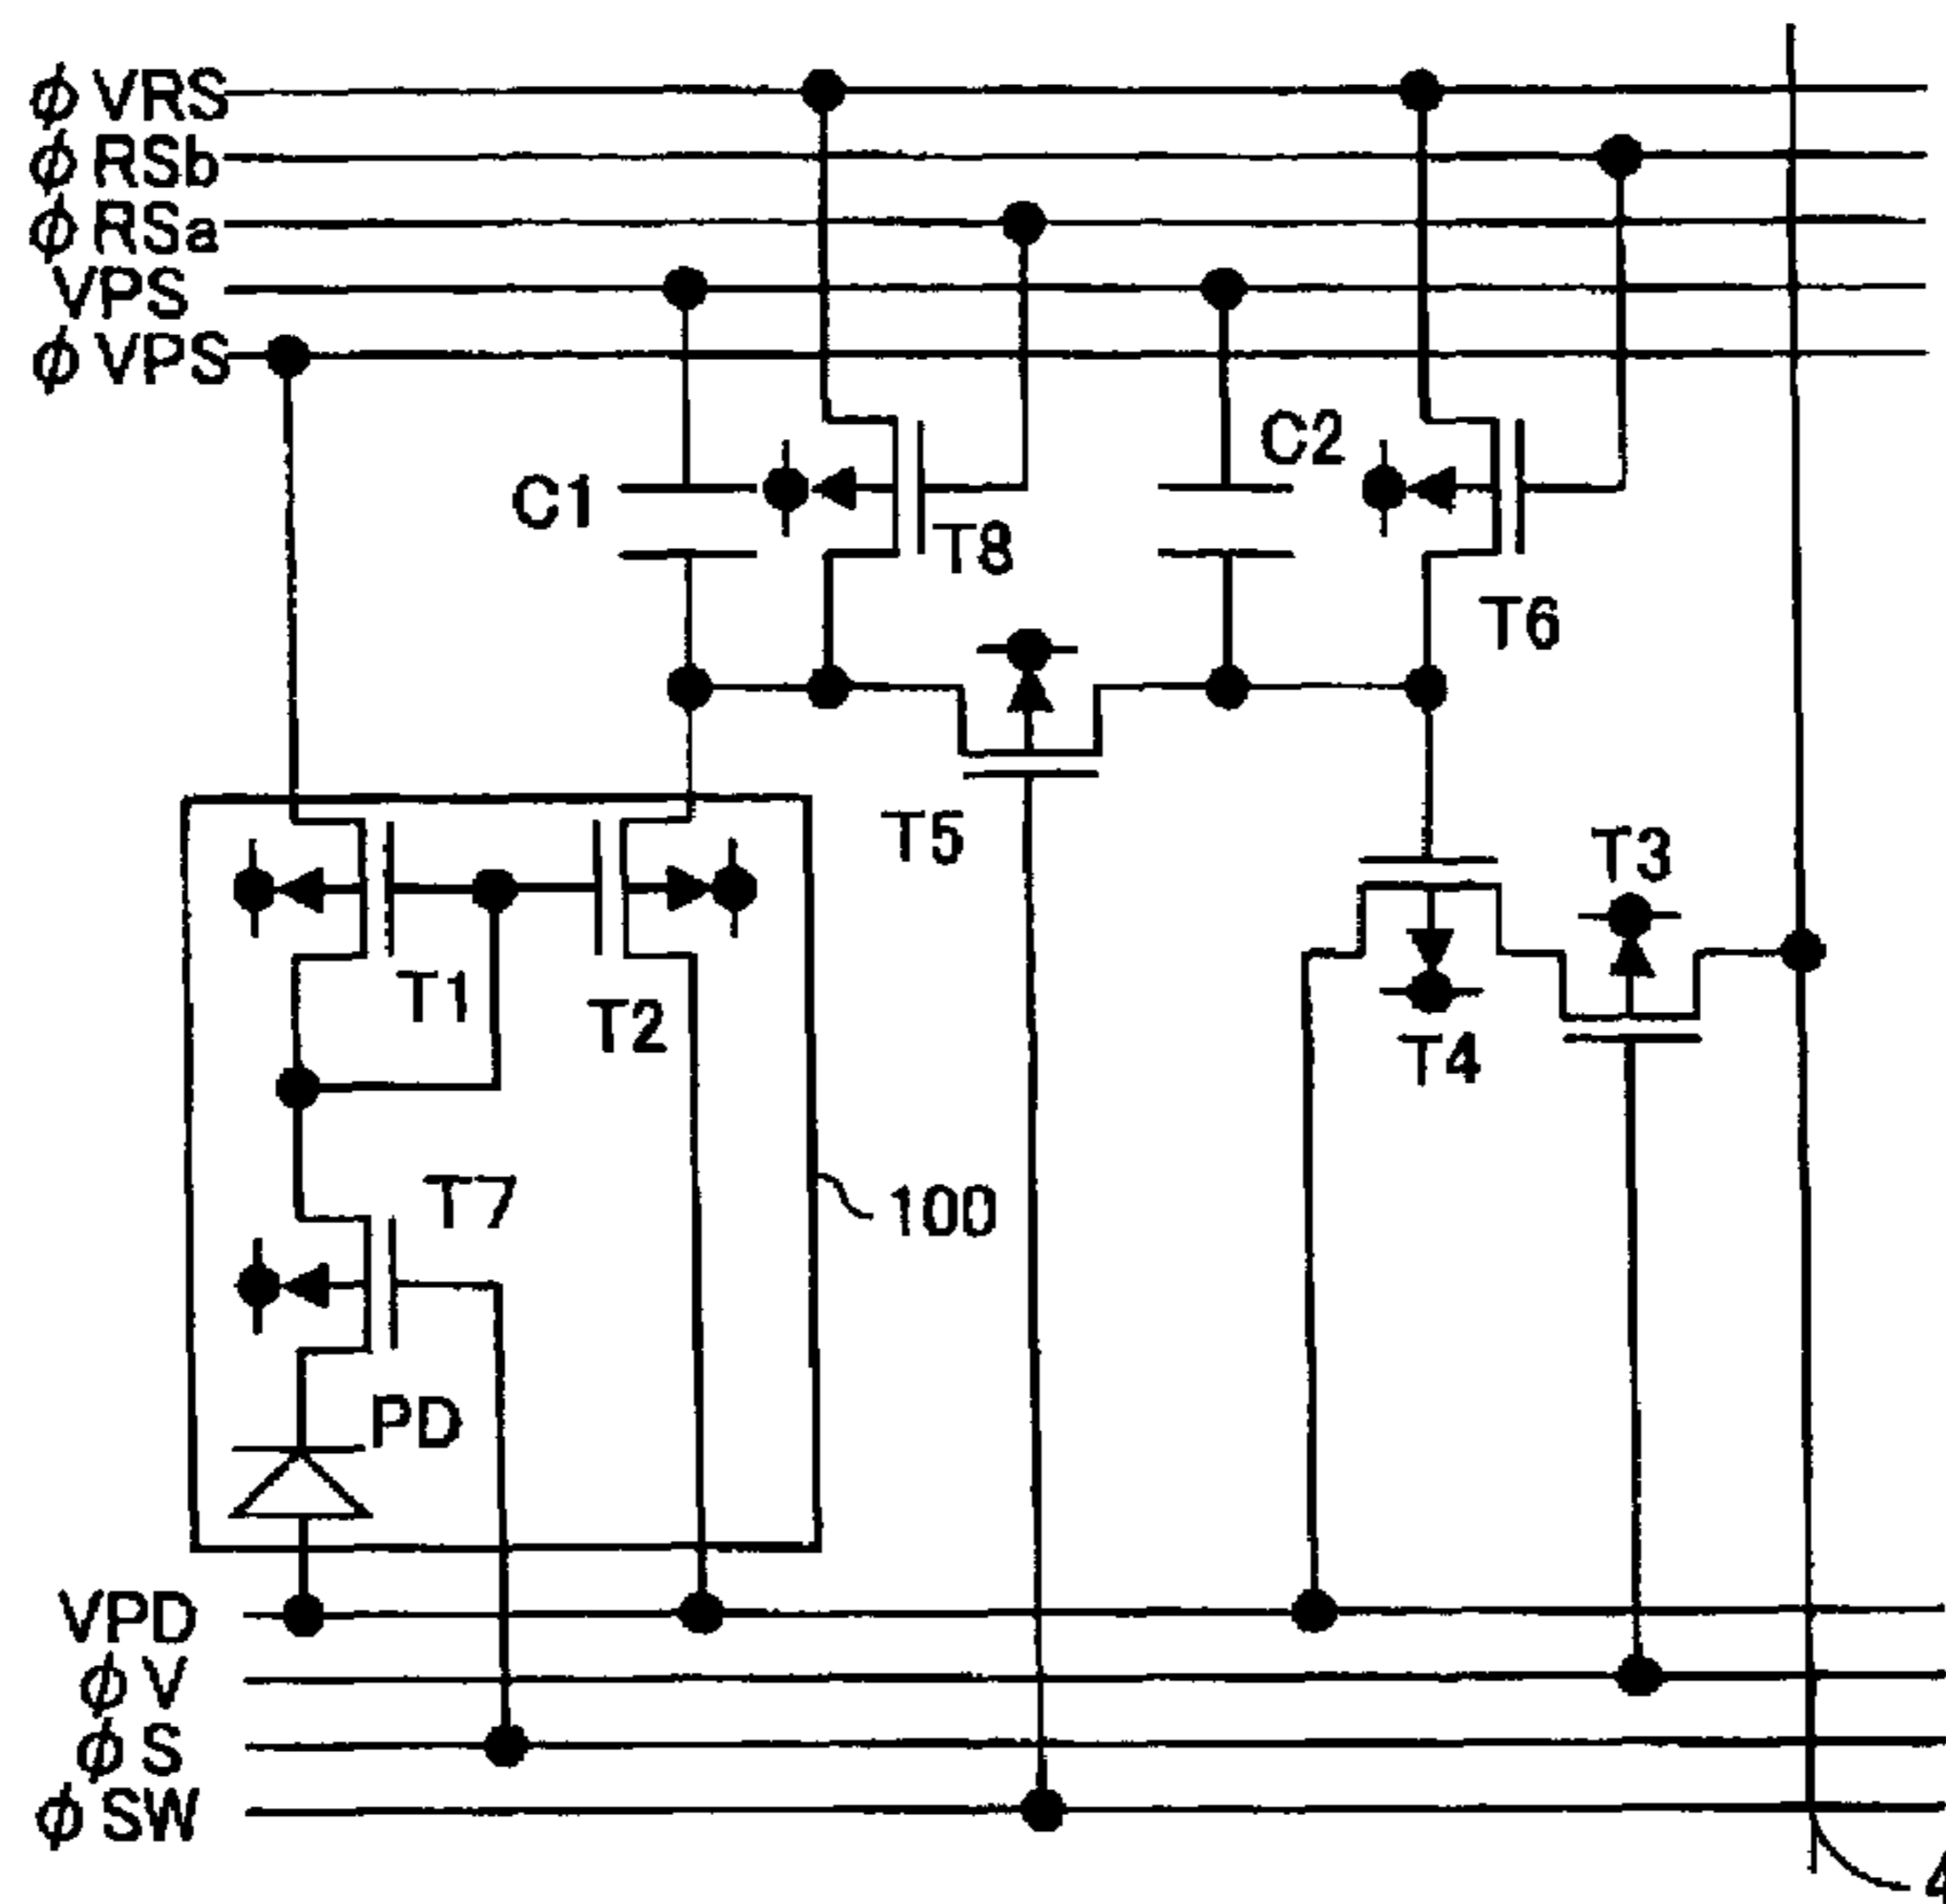 φVRS
φRSb
φRSa
VPS
φVPS
C1
T8
C2
T6
T5
T3
T1
T2
T4
T7
100
PD
VPD
φV
φS
φSW
4